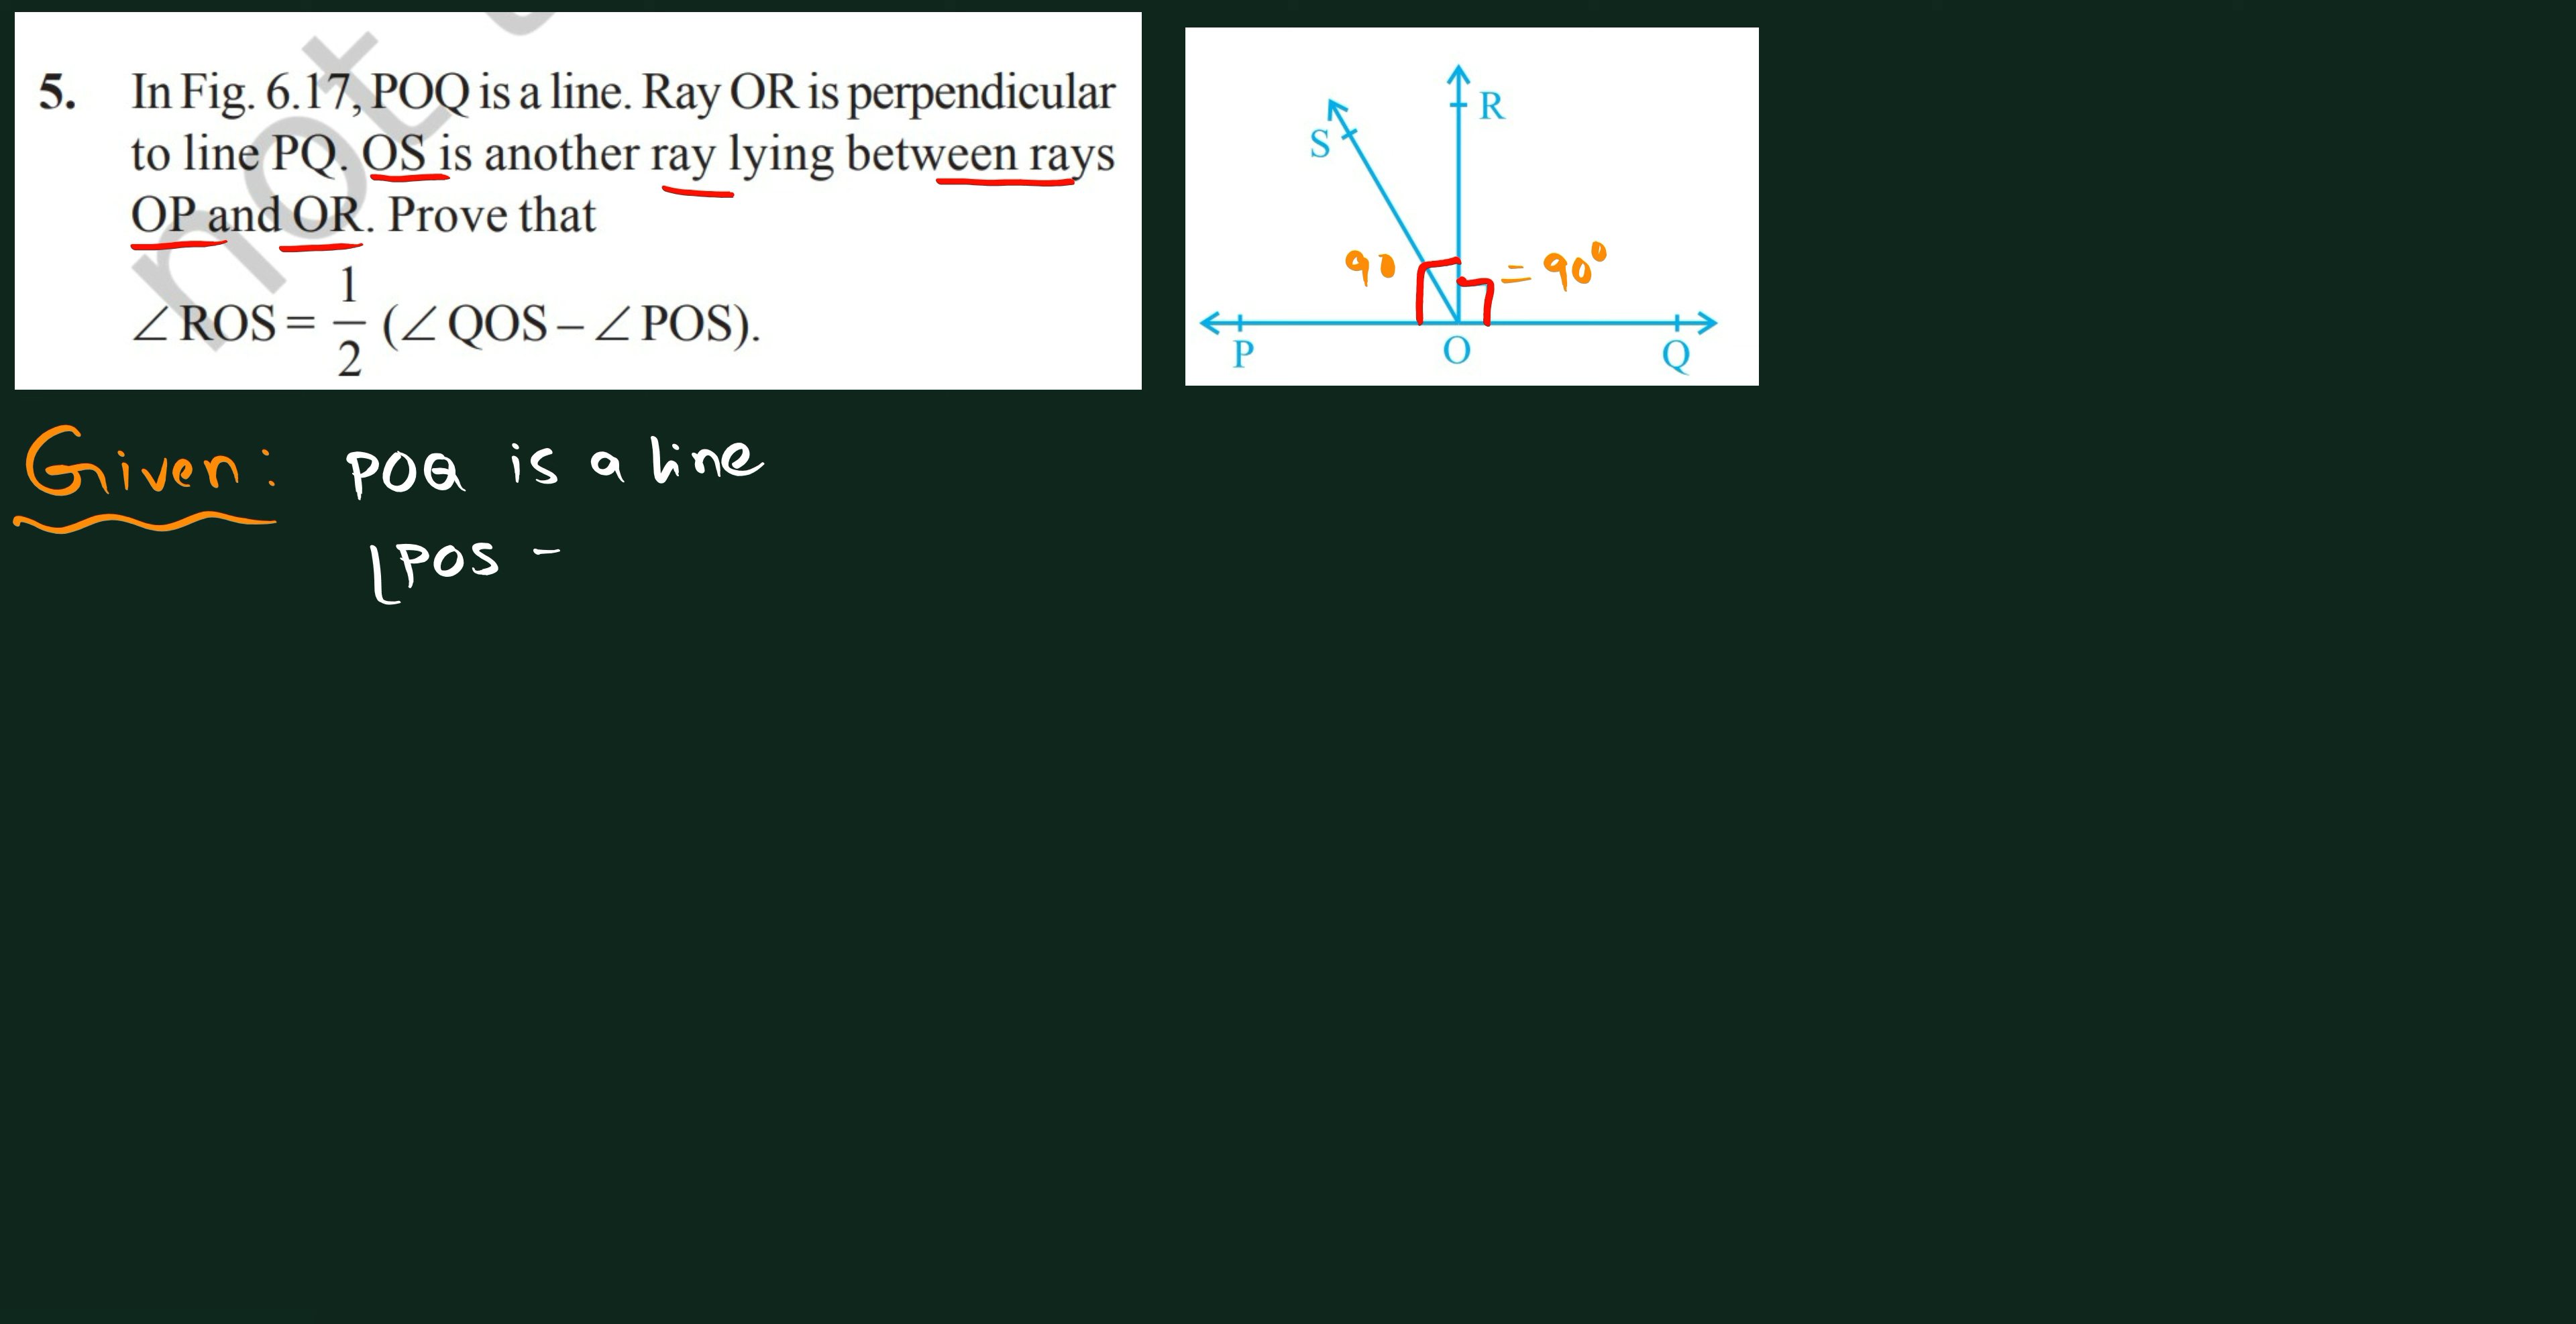 5. In Fig. 6.17, POQ is a line. Ray OR is perpendicular
to line PQ. OS is another ray lying between rays
OP and OR. Prove that
∠ROS = 1/2 (∠QOS – ∠POS).
not
R
S
90
= 90⁰
P
O
Q
Given: POQ is a line
⌊POS -